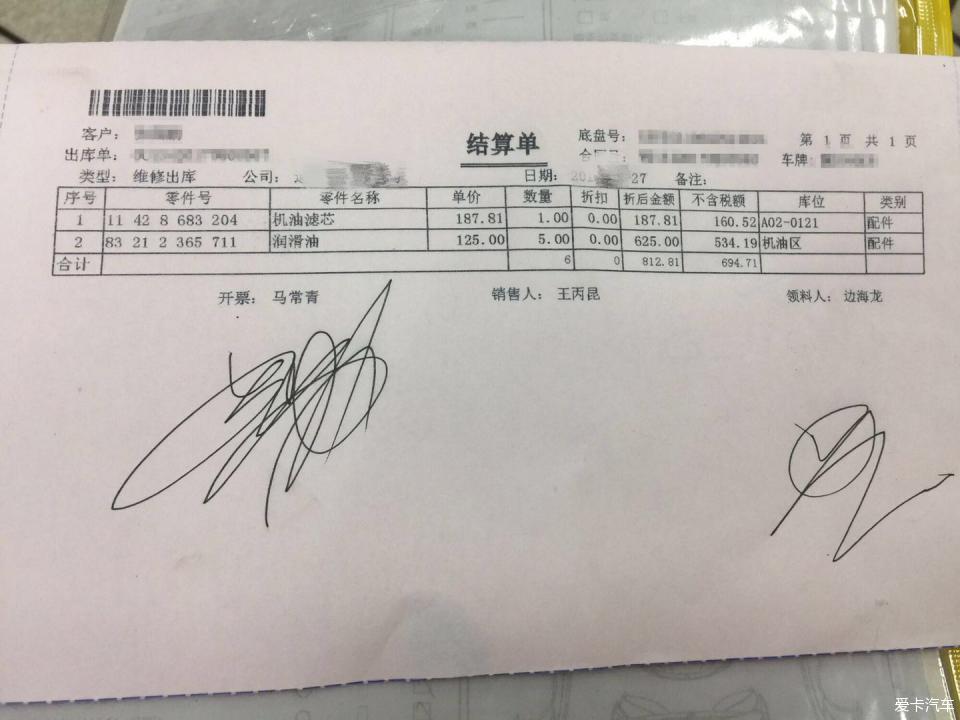 结算单
客户:
底盘号:
第 1 页 共 1 页
出库单:
车牌:
类型: 维修出库 公司: 日期: 27 备注:
序号 零件号 零件名称 单价 数量 折扣 折后金额 不含税额 库位 类别
1 11 42 8 683 204 机油滤芯 187.81 1.00 0.00 187.81 160.52 A02-0121 配件
2 83 21 2 365 711 润滑油 125.00 5.00 0.00 625.00 534.19 机油区 配件
合计 6 0 812.81 694.71
开票: 马常青 销售人: 王丙昆 领料人: 边海龙
爱卡汽车